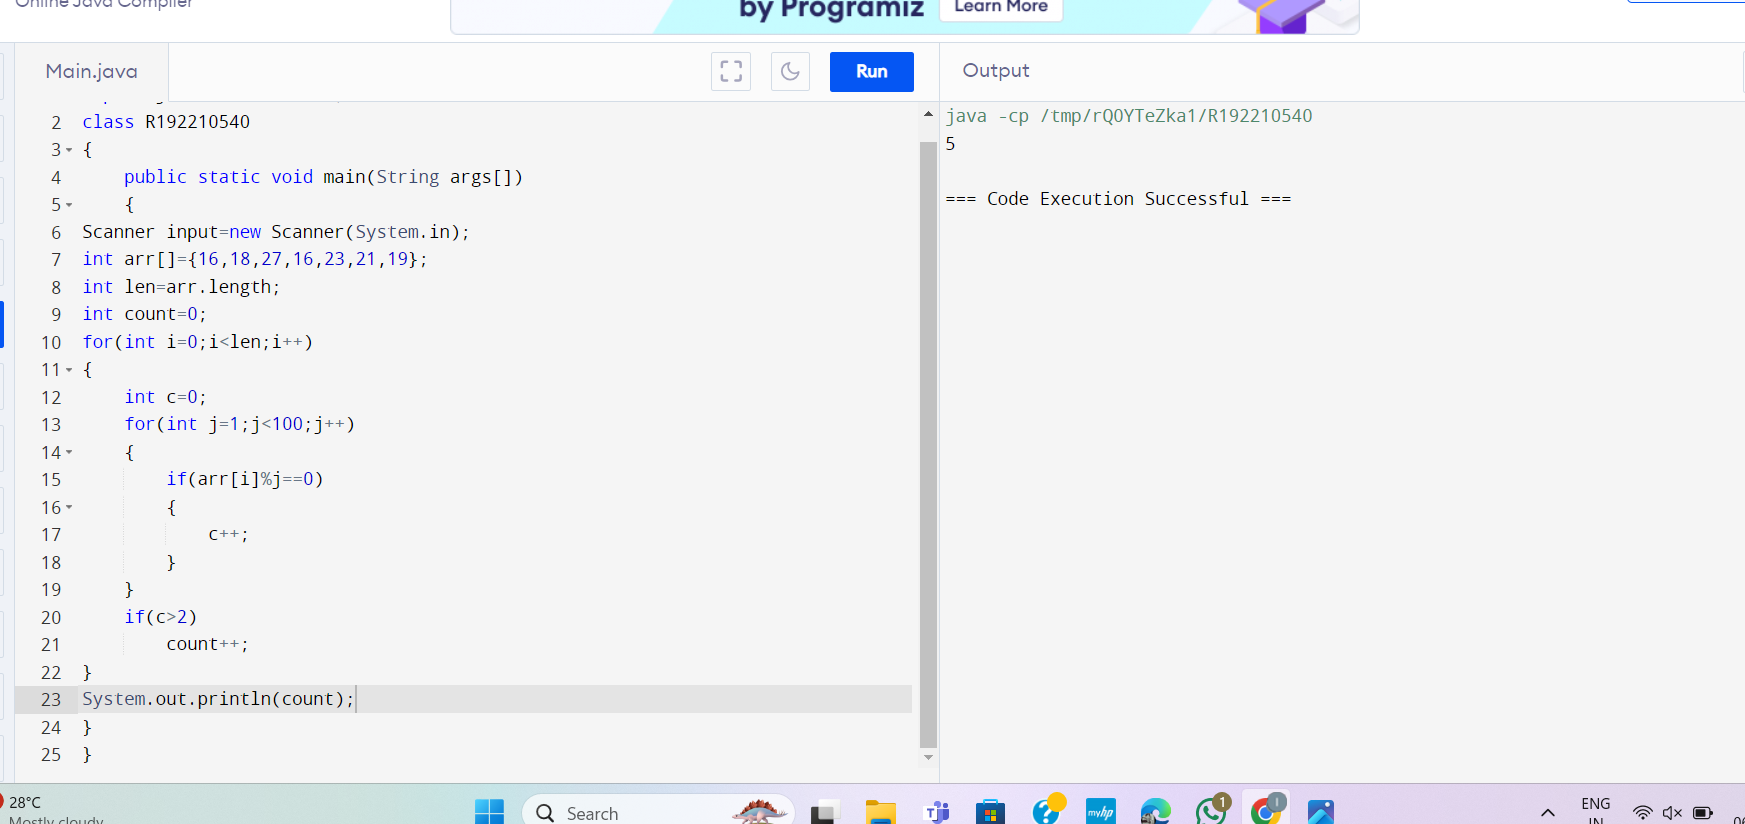 Online Java Compiler
by Programiz
Learn More
Main.java
Run
Output
2 class R192210540
3 {
4 public static void main(String args[])
5 {
6 Scanner input=new Scanner(System.in);
7 int arr[]={16,18,27,16,23,21,19};
8 int len=arr.length;
9 int count=0;
10 for(int i=0;i<len;i++)
11 {
12 int c=0;
13 for(int j=1;j<100;j++)
14 {
15 if(arr[i]%j==0)
16 {
17 c++;
18 }
19 }
20 if(c>2)
21 count++;
22 }
23 System.out.println(count);
24 }
25 }
java -cp /tmp/rQ0YTeZka1/R192210540
5
=== Code Execution Successful ===
28°C
Mostly cloudy
Search
myhp
1
ENG
IN